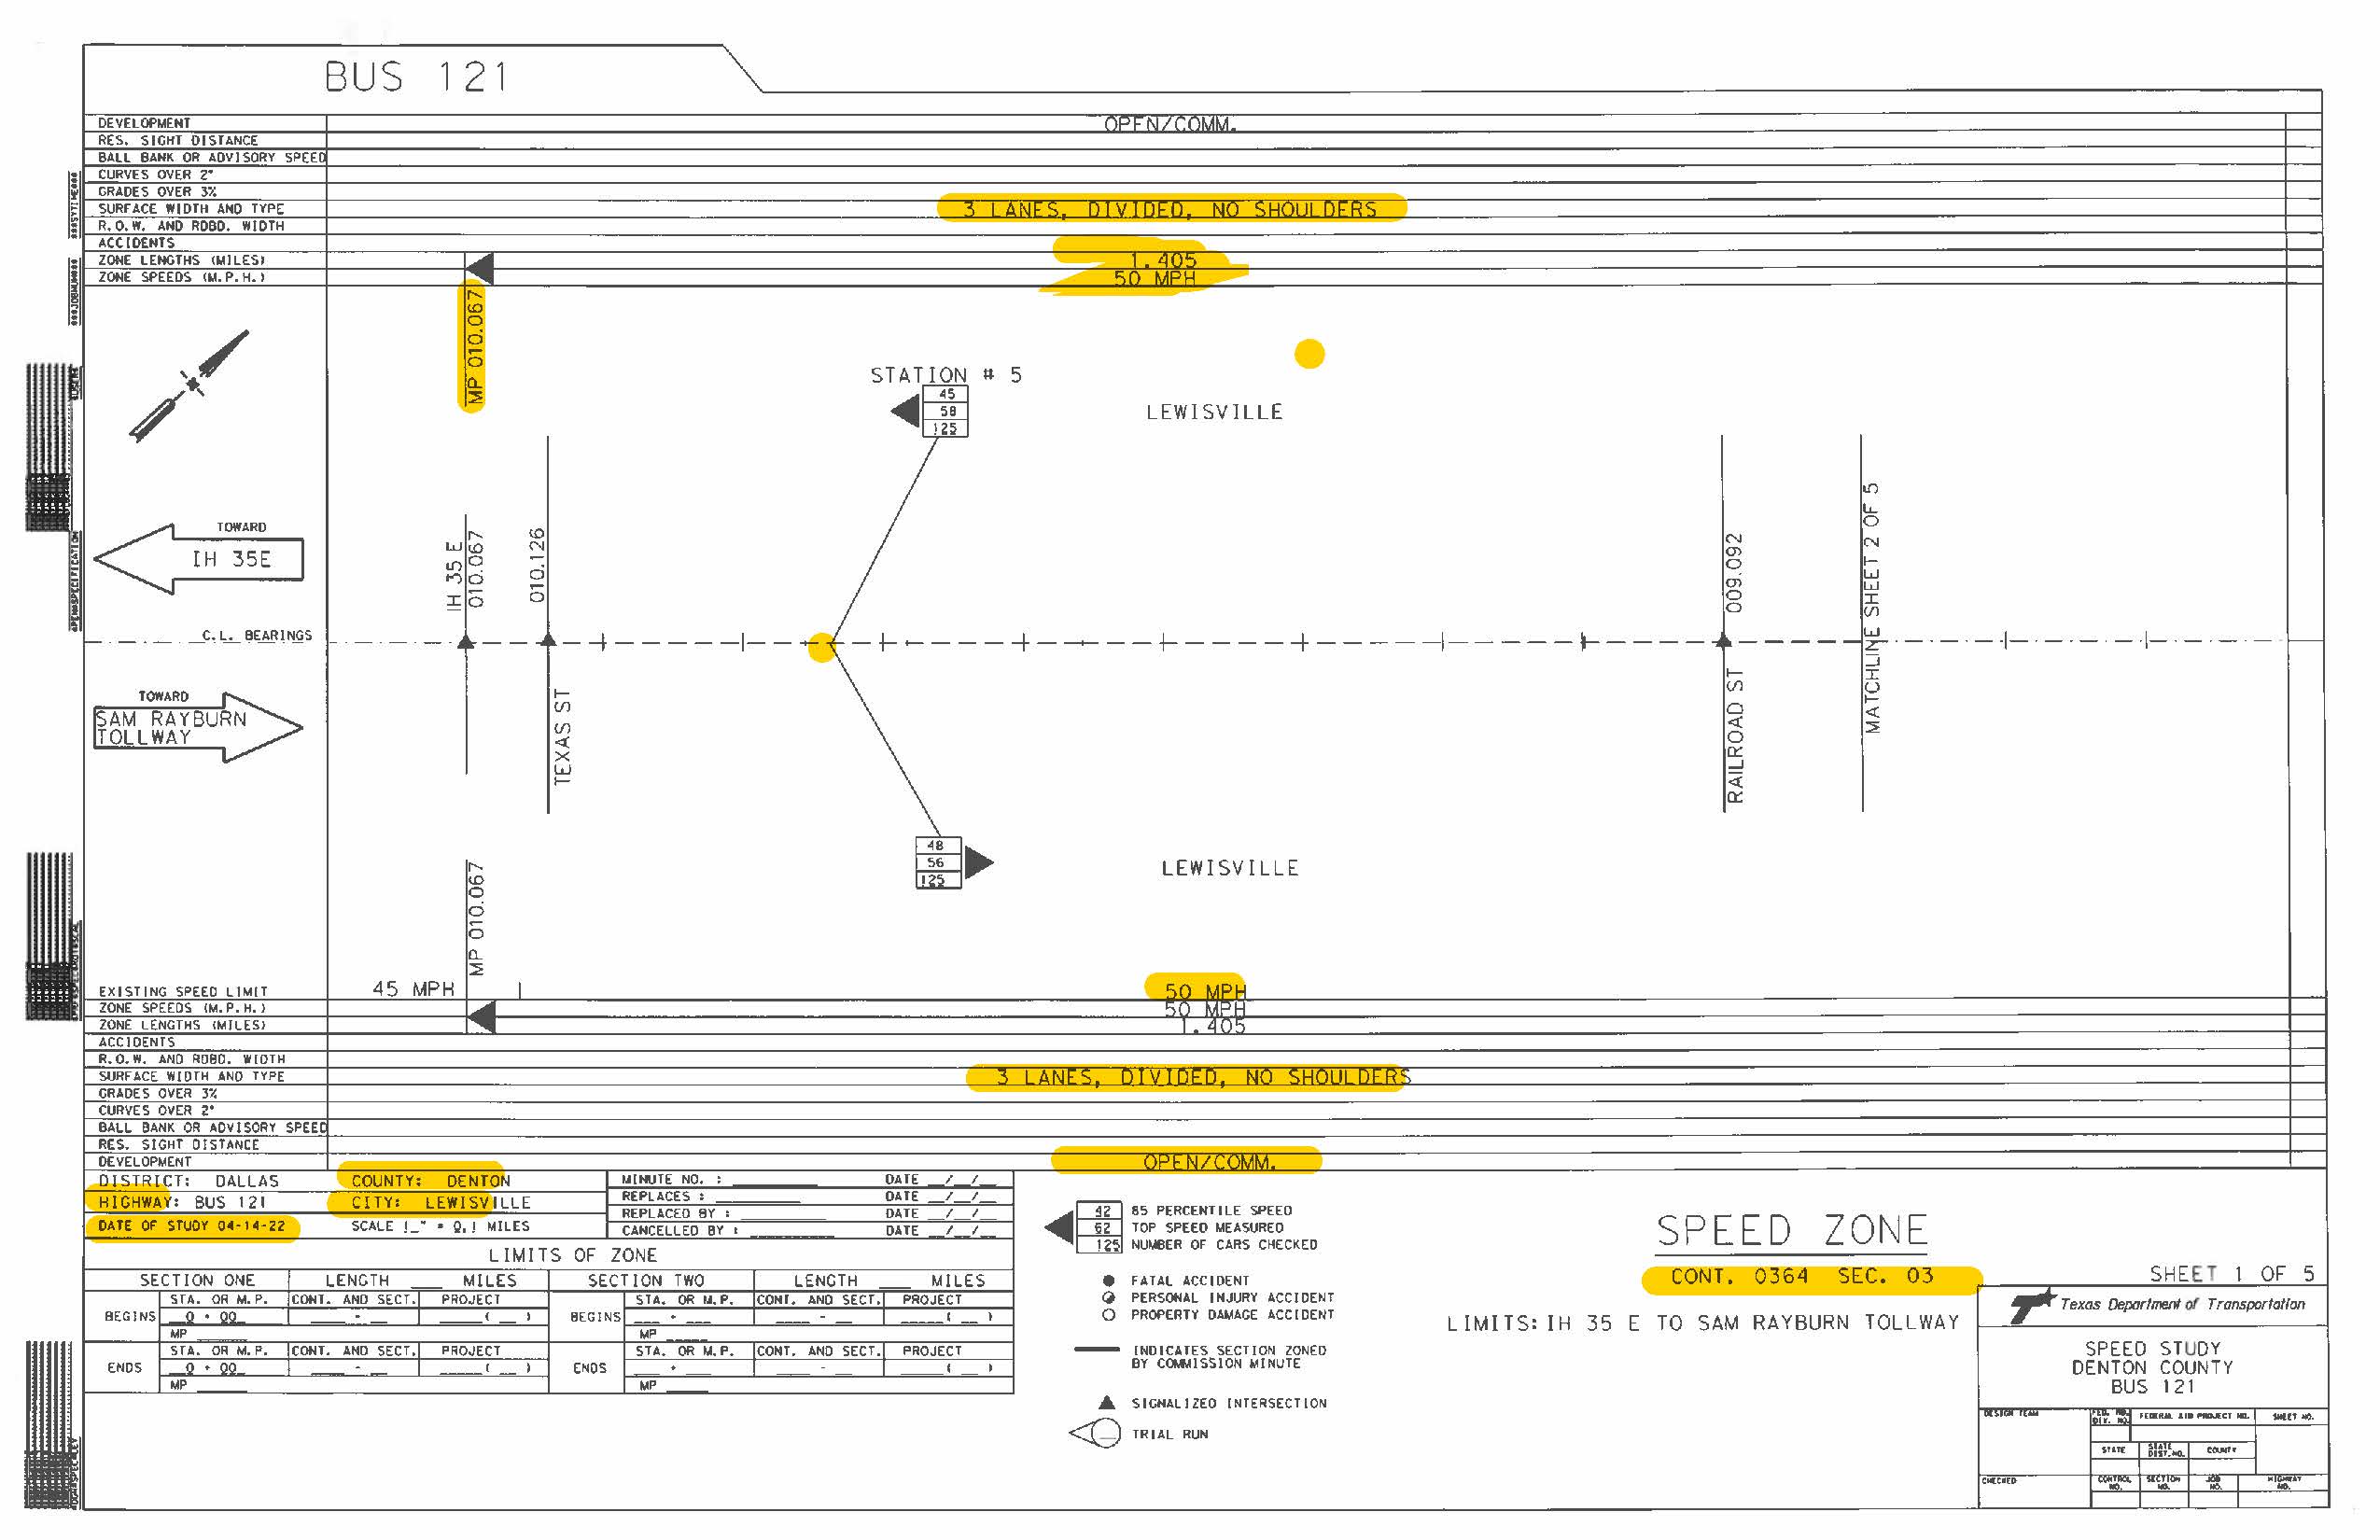 BUS 121
DEVELOPMENT OPEN/COMM.
RES. SIGHT DISTANCE
BALL BANK OR ADVISORY SPEED
CURVES OVER 2°
GRADES OVER 3%
SURFACE WIDTH AND TYPE 3 LANES, DIVIDED, NO SHOULDERS
R.O.W. AND RDBD. WIDTH
ACCIDENTS
ZONE LENGTHS (MILES) 1.405
ZONE SPEEDS (M.P.H.) 50 MPH
MP 010.067
STATION # 5
45
58
125
LEWISVILLE
TOWARD
IH 35E
IH 35 E
010.067
010.126
009.092
MATCHLINE SHEET 2 OF 5
C.L. BEARINGS
TOWARD
SAM RAYBURN
TOLLWAY
TEXAS ST
RAILROAD ST
48
56
125
LEWISVILLE
MP 010.067
EXISTING SPEED LIMIT 45 MPH 50 MPH
ZONE SPEEDS (M.P.H.) 50 MPH
ZONE LENGTHS (MILES) 1.405
ACCIDENTS
R.O.W. AND RDBD. WIDTH
SURFACE WIDTH AND TYPE 3 LANES, DIVIDED, NO SHOULDERS
GRADES OVER 3%
CURVES OVER 2°
BALL BANK OR ADVISORY SPEED
RES. SIGHT DISTANCE
DEVELOPMENT OPEN/COMM.
DISTRICT: DALLAS COUNTY: DENTON
HIGHWAY: BUS 121 CITY: LEWISVILLE
DATE OF STUDY 04-14-22 SCALE 1_" = 0.1 MILES
MINUTE NO. : DATE _/_/_
REPLACES : DATE _/_/_
REPLACED BY : DATE _/_/_
CANCELLED BY : DATE _/_/_
LIMITS OF ZONE
SECTION ONE LENGTH ___ MILES SECTION TWO LENGTH ___ MILES
STA. OR M.P. CONT. AND SECT. PROJECT STA. OR M.P. CONT. AND SECT. PROJECT
BEGINS 0 + 00 - ( ) BEGINS + - ( )
MP MP
STA. OR M.P. CONT. AND SECT. PROJECT STA. OR M.P. CONT. AND SECT. PROJECT
ENDS 0 + 00 - ( ) ENDS + - ( )
MP MP
42 85 PERCENTILE SPEED
62 TOP SPEED MEASURED
125 NUMBER OF CARS CHECKED
FATAL ACCIDENT
PERSONAL INJURY ACCIDENT
PROPERTY DAMAGE ACCIDENT
INDICATES SECTION ZONED
BY COMMISSION MINUTE
SIGNALIZED INTERSECTION
TRIAL RUN
SPEED ZONE
CONT. 0364 SEC. 03
LIMITS: IH 35 E TO SAM RAYBURN TOLLWAY
SHEET 1 OF 5
Texas Department of Transportation
SPEED STUDY
DENTON COUNTY
BUS 121
DESIGN TEAM
FED. RD. DIV. NO. FEDERAL AID PROJECT NO. SHEET NO.
STATE STATE DIST. NO. COUNTY
CHECKED
CONTROL NO. SECTION NO. JOB NO. HIGHWAY NO.